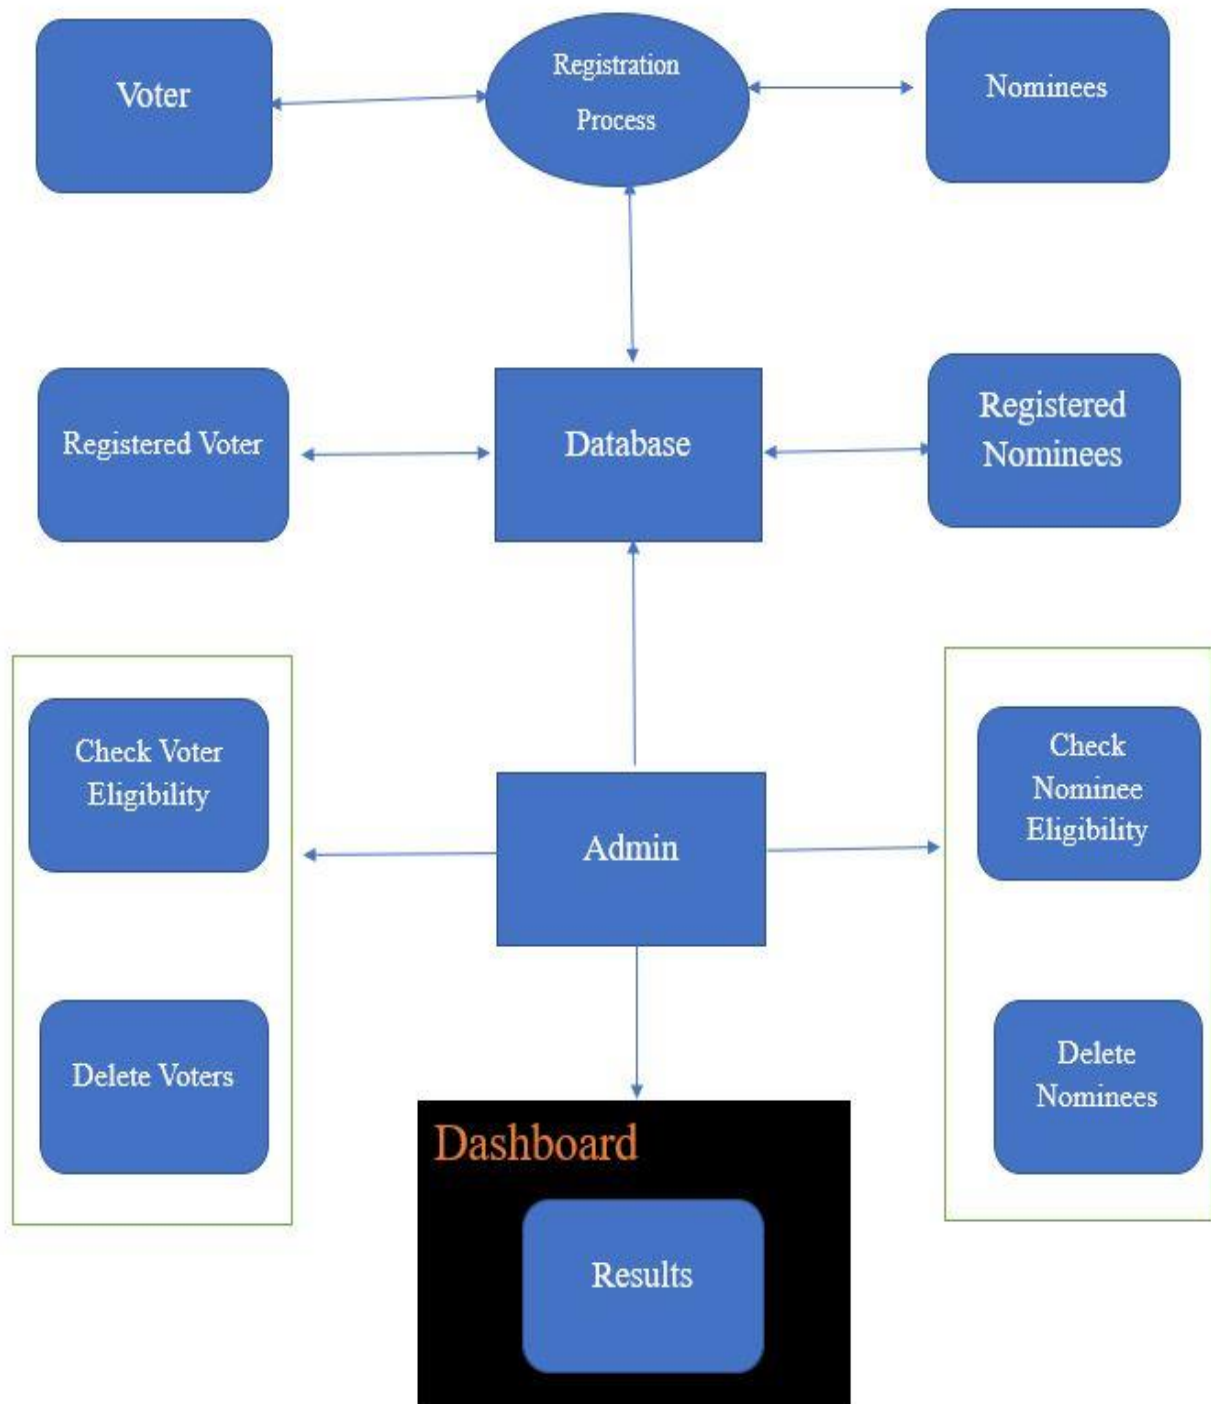 Voter
Registration
Process
Nominees
Registered Voter
Database
Registered
Nominees
Check Voter
Eligibility
Admin
Check
Nominee
Eligibility
Delete Voters
Delete
Nominees
Dashboard
Results